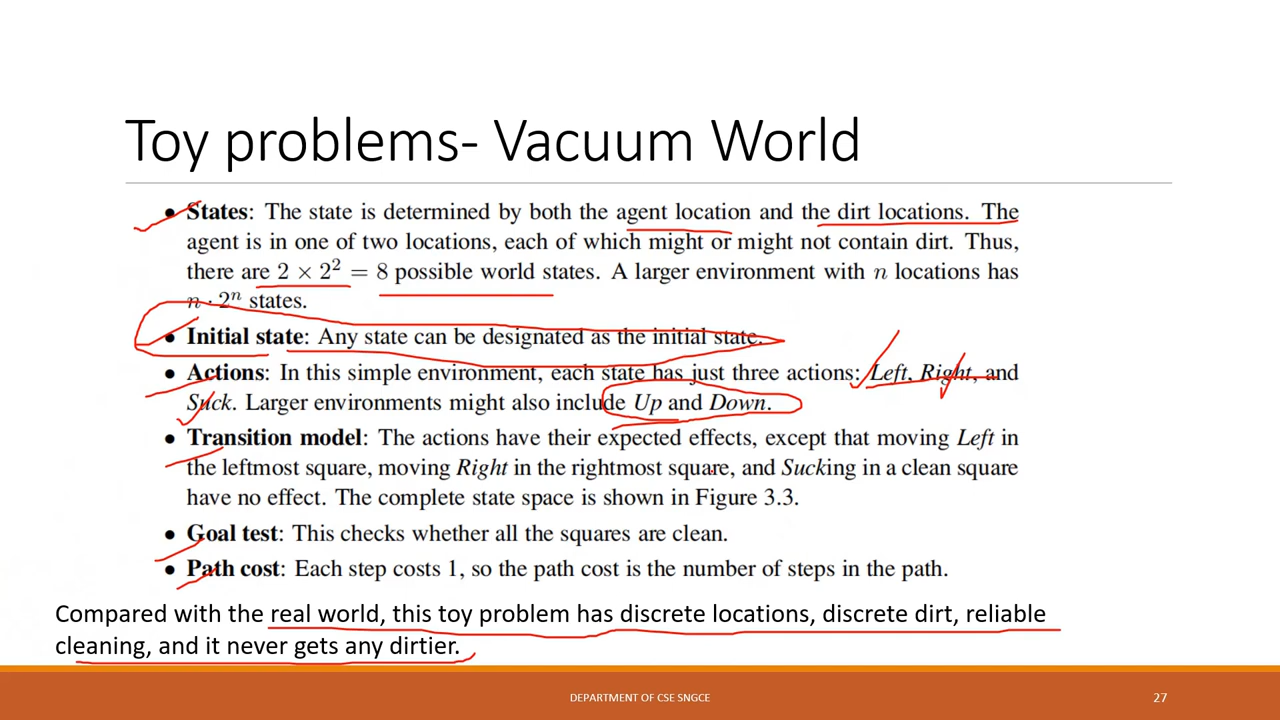 Toy problems- Vacuum World
• States: The state is determined by both the agent location and the dirt locations. The
agent is in one of two locations, each of which might or might not contain dirt. Thus,
there are 2 × 2² = 8 possible world states. A larger environment with n locations has
n · 2ⁿ states.
• Initial state: Any state can be designated as the initial state.
• Actions: In this simple environment, each state has just three actions: Left, Right, and
Suck. Larger environments might also include Up and Down.
• Transition model: The actions have their expected effects, except that moving Left in
the leftmost square, moving Right in the rightmost square, and Sucking in a clean square
have no effect. The complete state space is shown in Figure 3.3.
• Goal test: This checks whether all the squares are clean.
• Path cost: Each step costs 1, so the path cost is the number of steps in the path.
Compared with the real world, this toy problem has discrete locations, discrete dirt, reliable
cleaning, and it never gets any dirtier.
DEPARTMENT OF CSE SNGCE
27